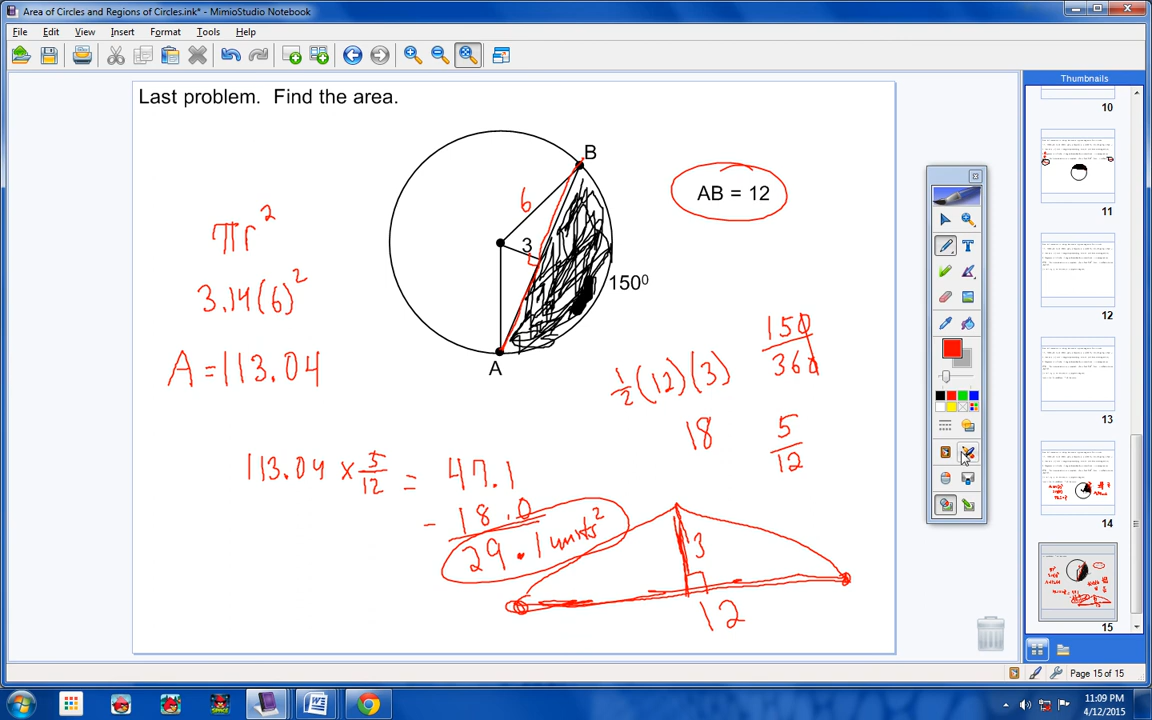 Area of Circles and Regions of Circles.ink* - MimioStudio Notebook
File Edit View Insert Format Tools Help
Last problem. Find the area.
B
AB = 12
6
3
150⁰
A
πr²
3.14(6)²
A = 113.04
½(12)(3)
18
150/360
5/12
113.04 x 5/12 = 47.1
- 18.0
29.1 units²
3
12
Thumbnails
10
11
12
13
14
15
Page 15 of 15
11:09 PM
4/12/2015